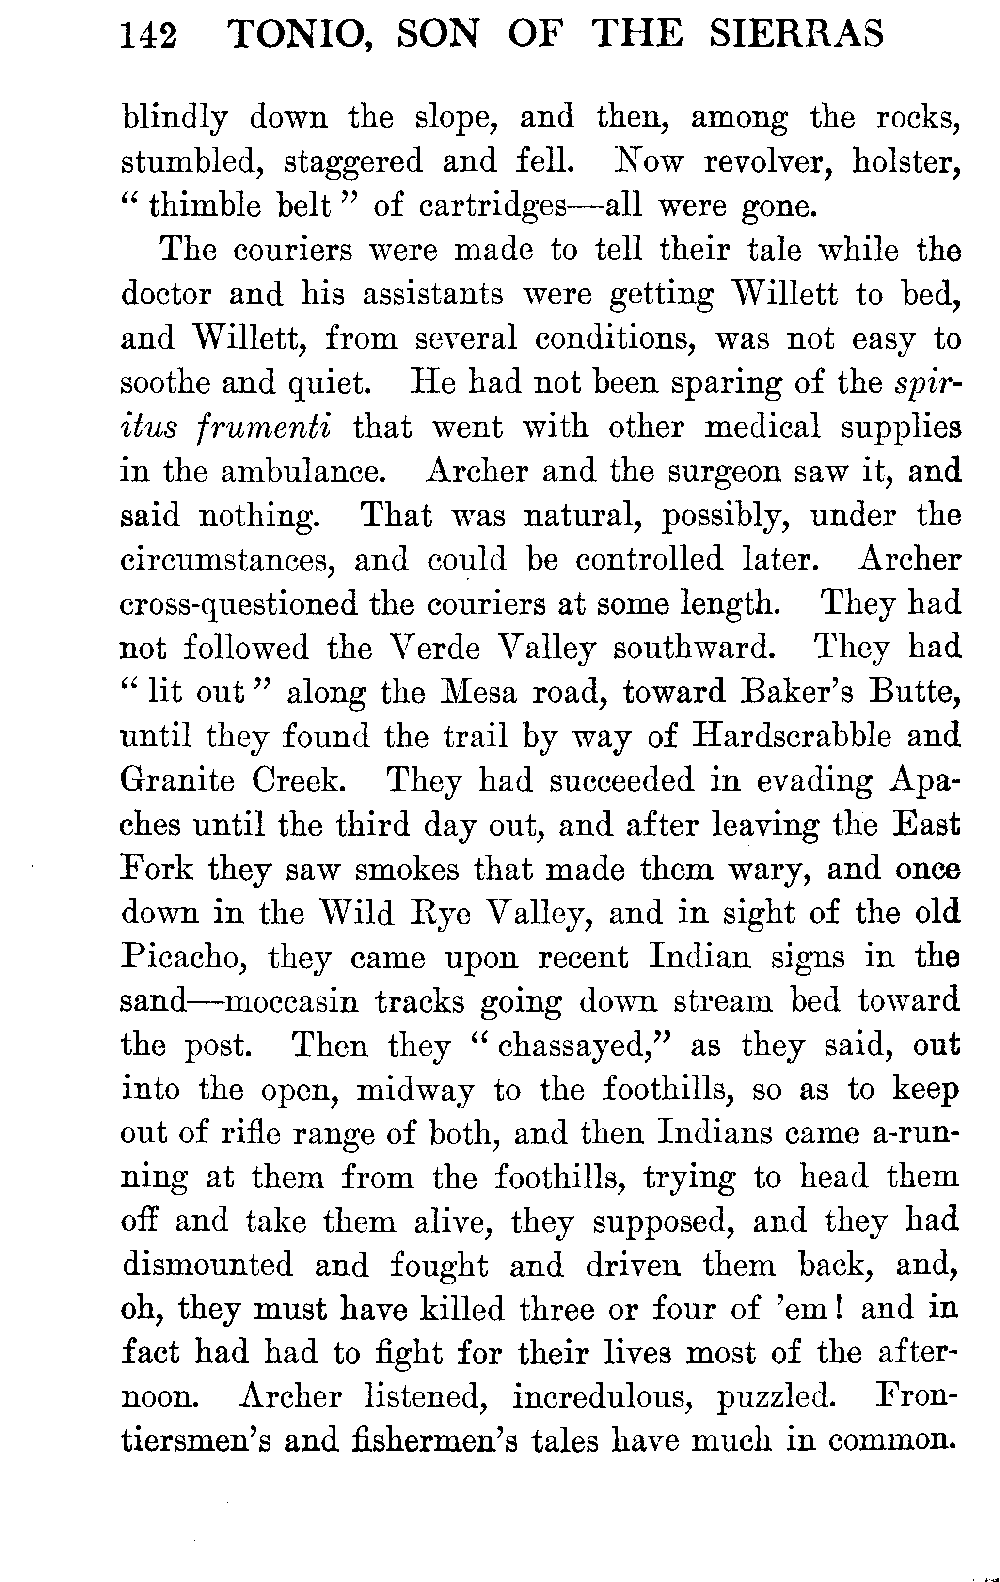 142 TONIO, SON OF THE SIERRAS
blindly down the slope, and then, among the rocks,
stumbled, staggered and fell. Now revolver, holster,
“ thimble belt ” of cartridges—all were gone.
The couriers were made to tell their tale while the
doctor and his assistants were getting Willett to bed,
and Willett, from several conditions, was not easy to
soothe and quiet. He had not been sparing of the spir-
itus frumenti that went with other medical supplies
in the ambulance. Archer and the surgeon saw it, and
said nothing. That was natural, possibly, under the
circumstances, and could be controlled later. Archer
cross-questioned the couriers at some length. They had
not followed the Verde Valley southward. They had
“ lit out ” along the Mesa road, toward Baker’s Butte,
until they found the trail by way of Hardscrabble and
Granite Creek. They had succeeded in evading Apa-
ches until the third day out, and after leaving the East
Fork they saw smokes that made them wary, and once
down in the Wild Rye Valley, and in sight of the old
Picacho, they came upon recent Indian signs in the
sand—moccasin tracks going down stream bed toward
the post. Then they “ chassayed,” as they said, out
into the open, midway to the foothills, so as to keep
out of rifle range of both, and then Indians came a-run-
ning at them from the foothills, trying to head them
off and take them alive, they supposed, and they had
dismounted and fought and driven them back, and,
oh, they must have killed three or four of ’em! and in
fact had had to fight for their lives most of the after-
noon. Archer listened, incredulous, puzzled. Fron-
tiersmen’s and fishermen’s tales have much in common.